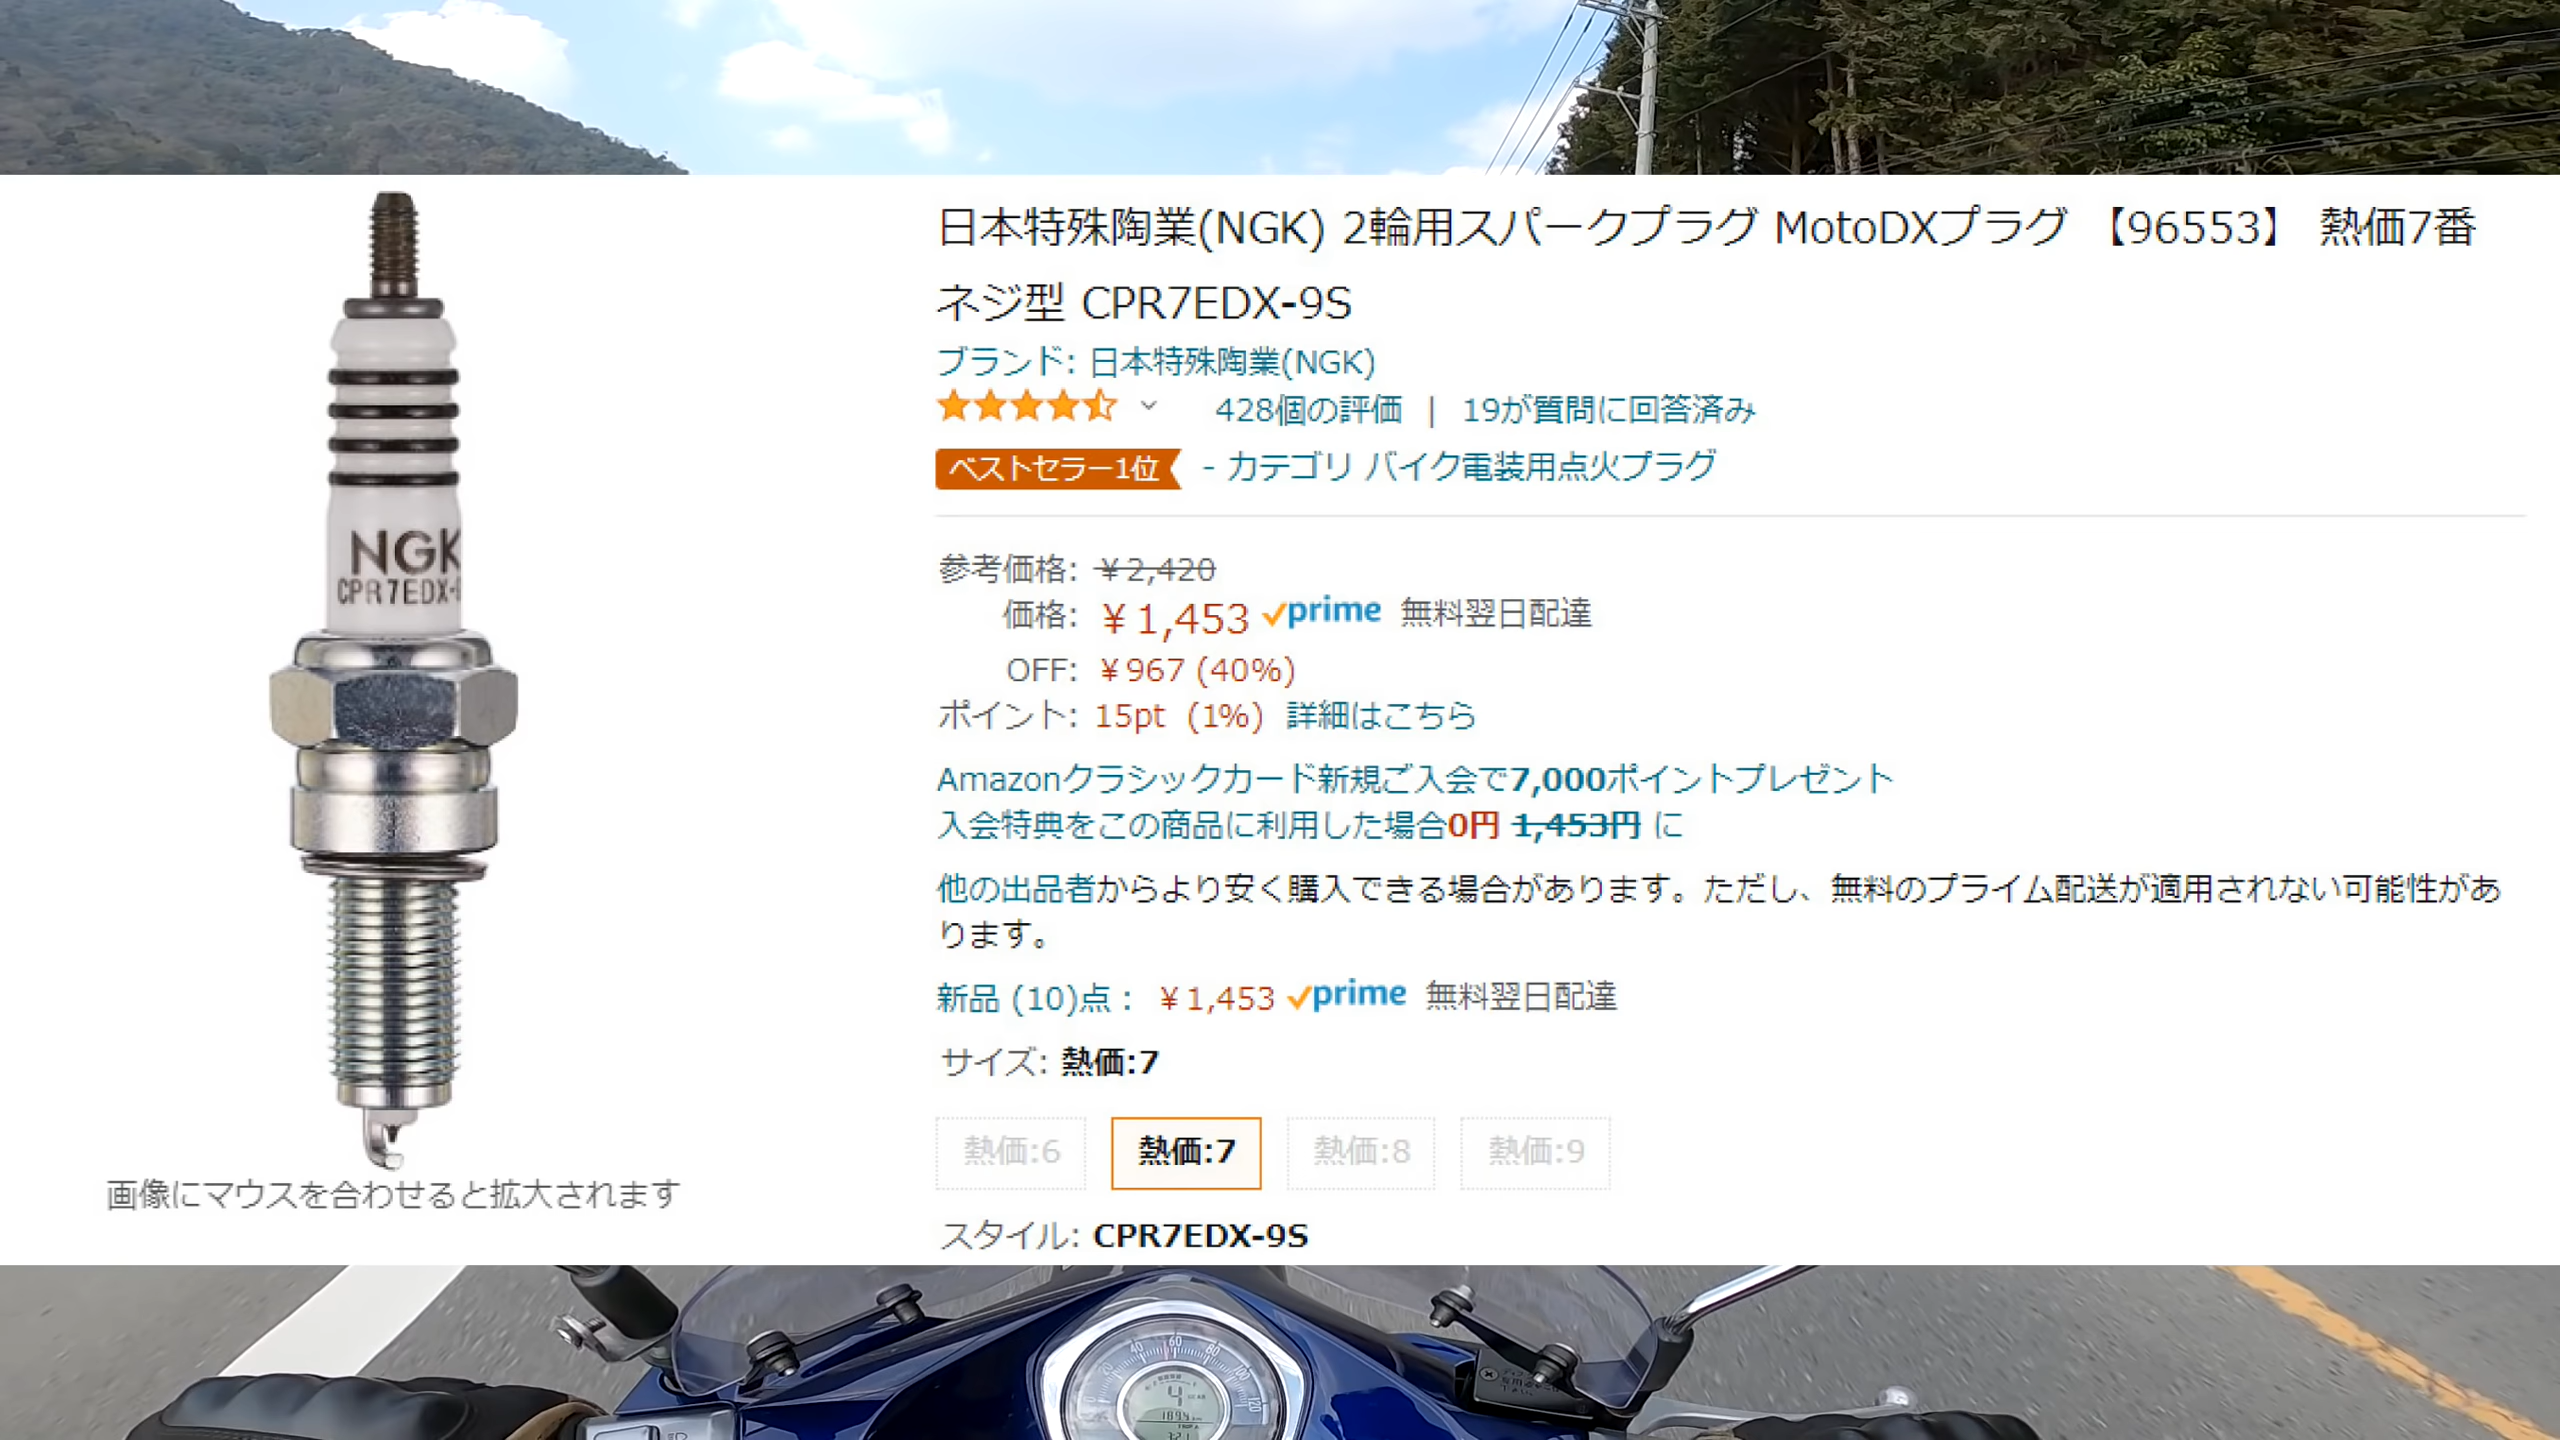 日本特殊陶業(NGK) 2輪用スパークプラグ MotoDXプラグ 【96553】 熱価7番
ネジ型 CPR7EDX-9S
ブランド: 日本特殊陶業(NGK)
428個の評価 | 19が質問に回答済み
ベストセラー1位 - カテゴリ バイク電装用点火プラグ
参考価格: ¥2,420
価格: ¥1,453 prime 無料翌日配達
OFF: ¥967 (40%)
ポイント: 15pt (1%) 詳細はこちら
Amazonクラシックカード新規ご入会で7,000ポイントプレゼント
入会特典をこの商品に利用した場合0円 1,453円 に
他の出品者からより安く購入できる場合があります。ただし、無料のプライム配送が適用されない可能性があ
ります。
新品 (10)点: ¥1,453 prime 無料翌日配達
サイズ: 熱価:7
熱価:6 熱価:7 熱価:8 熱価:9
スタイル: CPR7EDX-9S
NGK
CPR7EDX-
画像にマウスを合わせると拡大されます
20 40 60 80 100 120
4